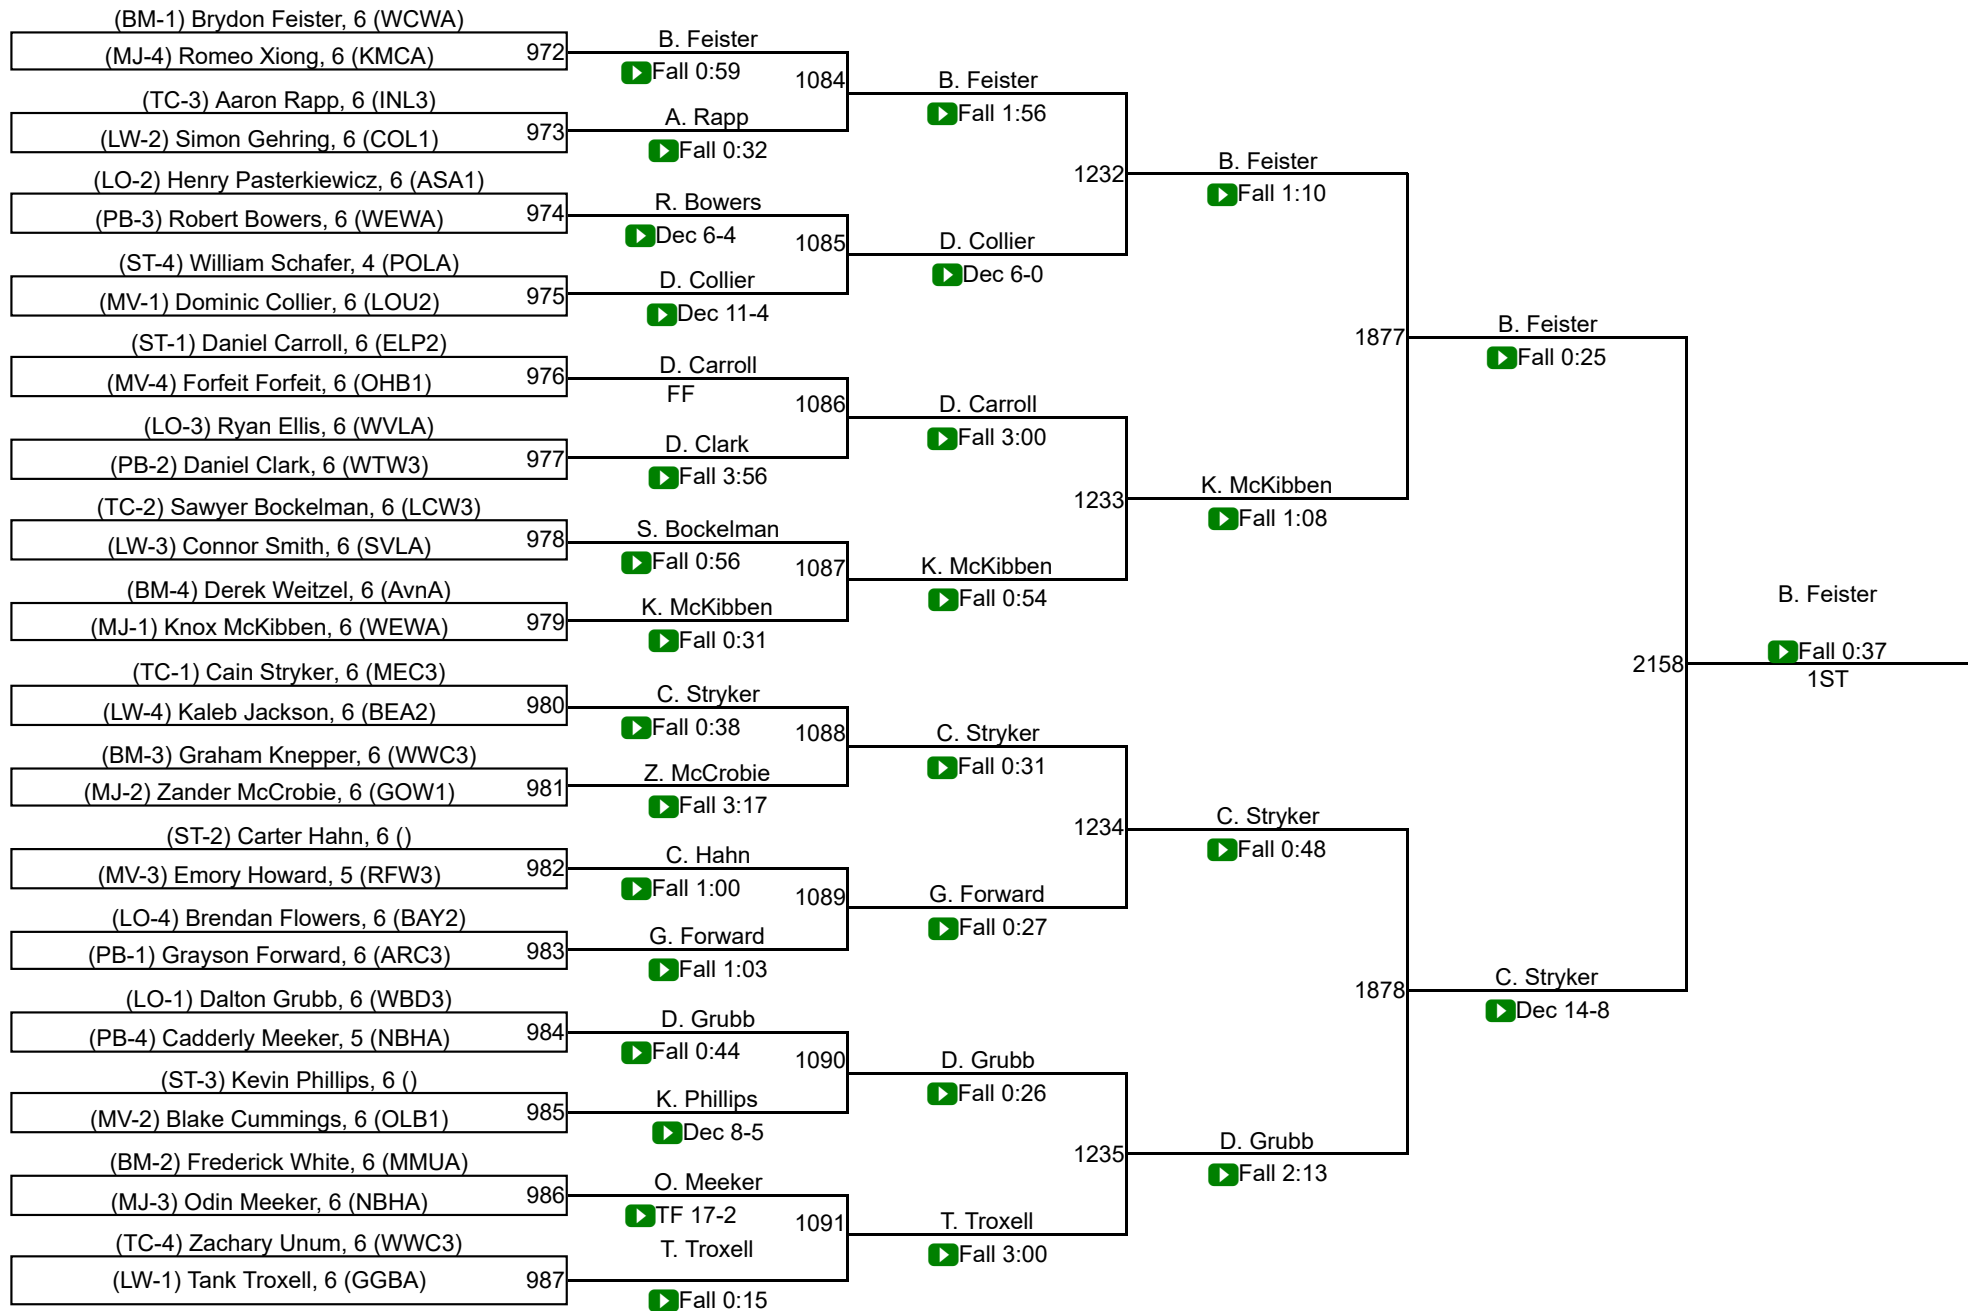 (BM-1) Brydon Feister, 6 (WCWA)
(MJ-4) Romeo Xiong, 6 (KMCA)
972
(TC-3) Aaron Rapp, 6 (INL3)
(LW-2) Simon Gehring, 6 (COL1)
973
(LO-2) Henry Pasterkiewicz, 6 (ASA1)
(PB-3) Robert Bowers, 6 (WEWA)
974
(ST-4) William Schafer, 4 (POLA)
(MV-1) Dominic Collier, 6 (LOU2)
975
(ST-1) Daniel Carroll, 6 (ELP2)
(MV-4) Forfeit Forfeit, 6 (OHB1)
976
(LO-3) Ryan Ellis, 6 (WVLA)
(PB-2) Daniel Clark, 6 (WTW3)
977
(TC-2) Sawyer Bockelman, 6 (LCW3)
(LW-3) Connor Smith, 6 (SVLA)
978
(BM-4) Derek Weitzel, 6 (AvnA)
(MJ-1) Knox McKibben, 6 (WEWA)
979
(TC-1) Cain Stryker, 6 (MEC3)
(LW-4) Kaleb Jackson, 6 (BEA2)
980
(BM-3) Graham Knepper, 6 (WWC3)
(MJ-2) Zander McCrobie, 6 (GOW1)
981
(ST-2) Carter Hahn, 6 ()
(MV-3) Emory Howard, 5 (RFW3)
982
(LO-4) Brendan Flowers, 6 (BAY2)
(PB-1) Grayson Forward, 6 (ARC3)
983
(LO-1) Dalton Grubb, 6 (WBD3)
(PB-4) Cadderly Meeker, 5 (NBHA)
984
(ST-3) Kevin Phillips, 6 ()
(MV-2) Blake Cummings, 6 (OLB1)
985
(BM-2) Frederick White, 6 (MMUA)
(MJ-3) Odin Meeker, 6 (NBHA)
986
(TC-4) Zachary Unum, 6 (WWC3)
(LW-1) Tank Troxell, 6 (GGBA)
987
B. Feister
Fall 0:59
1084
A. Rapp
Fall 0:32
R. Bowers
Dec 6-4
1085
D. Collier
Dec 11-4
D. Carroll
FF
1086
D. Clark
Fall 3:56
S. Bockelman
Fall 0:56
1087
K. McKibben
Fall 0:31
C. Stryker
Fall 0:38
1088
Z. McCrobie
Fall 3:17
C. Hahn
Fall 1:00
1089
G. Forward
Fall 1:03
D. Grubb
Fall 0:44
1090
K. Phillips
Dec 8-5
O. Meeker
TF 17-2
1091
T. Troxell
Fall 0:15
B. Feister
Fall 1:56
1232
D. Collier
Dec 6-0
D. Carroll
Fall 3:00
1233
K. McKibben
Fall 0:54
C. Stryker
Fall 0:31
1234
G. Forward
Fall 0:27
D. Grubb
Fall 0:26
1235
T. Troxell
Fall 3:00
B. Feister
Fall 1:10
1877
K. McKibben
Fall 1:08
C. Stryker
Fall 0:48
1878
D. Grubb
Fall 2:13
B. Feister
Fall 0:25
2158
C. Stryker
Dec 14-8
B. Feister
Fall 0:37
1ST